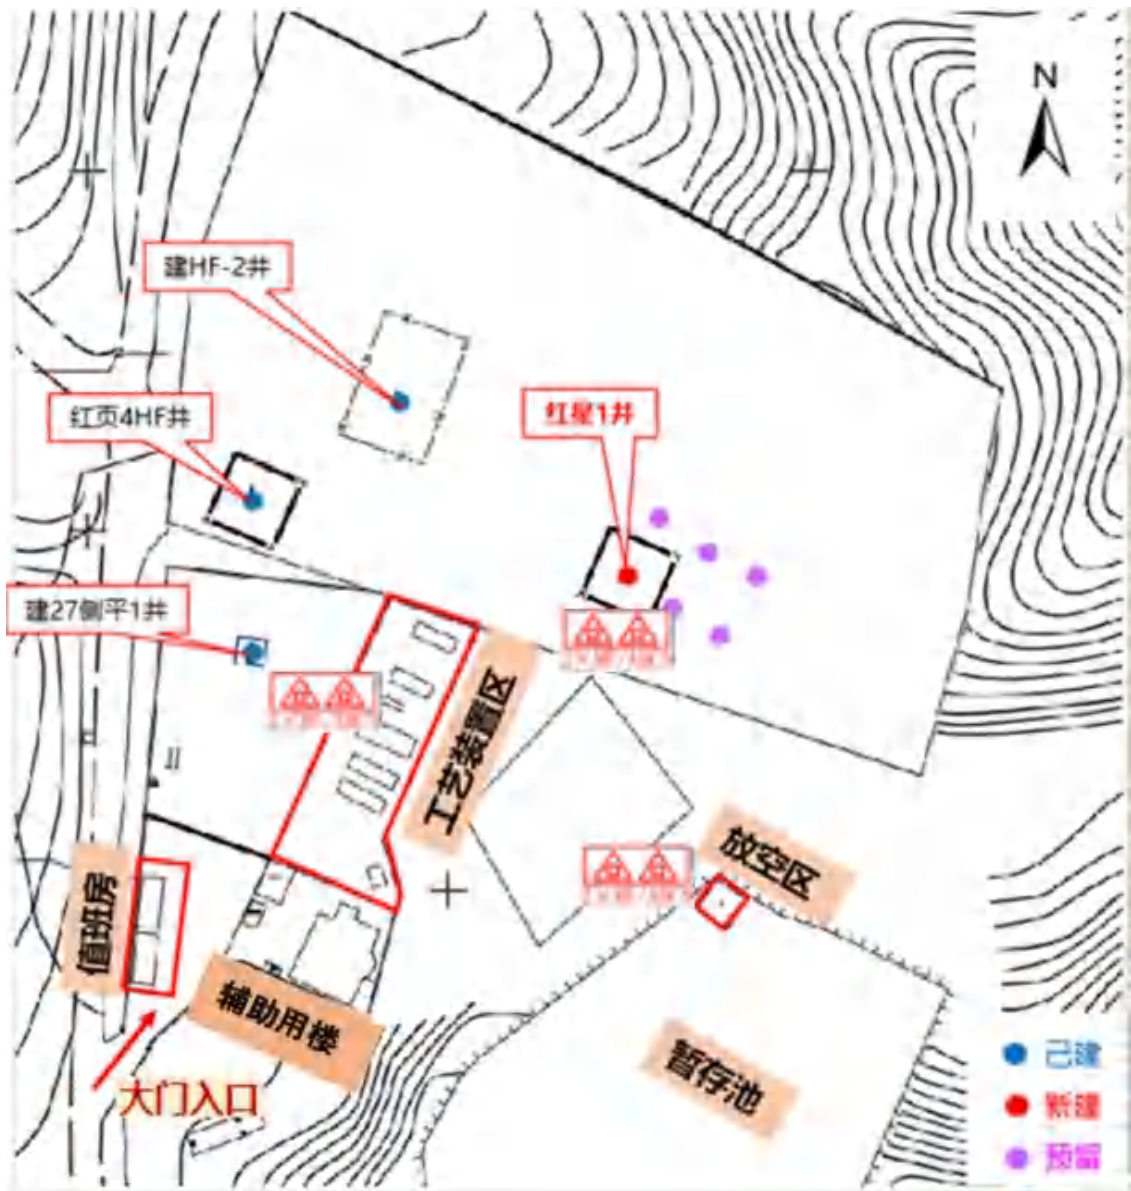 N
建HF-2井
红页4HF井
红星1井
建27侧平1井
工艺装置区
放空区
值班房
辅助用楼
暂存池
大门入口
已建
新建
预留